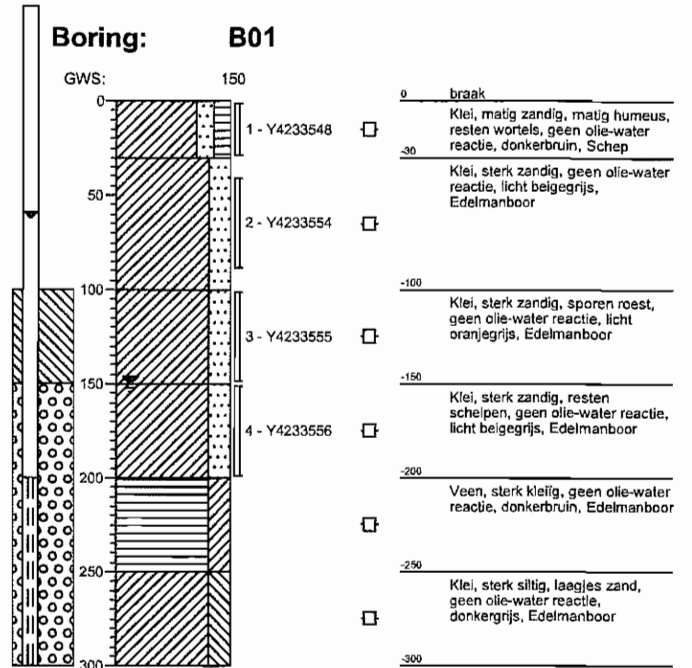 Boring: B01
GWS: 150
0
50
100
150
200
250
300
1 - Y4233548
2 - Y4233554
3 - Y4233555
4 - Y4233556
0 braak
Klei, matig zandig, matig humeus,
resten wortels, geen olie-water
reactie, donkerbruin, Schep
-30
Klei, sterk zandig, geen olie-water
reactie, licht beigegrijs,
Edelmanboor
-100
Klei, sterk zandig, sporen roest,
geen olie-water reactie, licht
oranjegrijs, Edelmanboor
-150
Klei, sterk zandig, resten
schelpen, geen olie-water reactie,
licht beigegrijs, Edelmanboor
-200
Veen, sterk kleiïg, geen olie-water
reactie, donkerbruin, Edelmanboor
-250
Klei, sterk siltig, laagjes zand,
geen olie-water reactie,
donkergrijs, Edelmanboor
-300